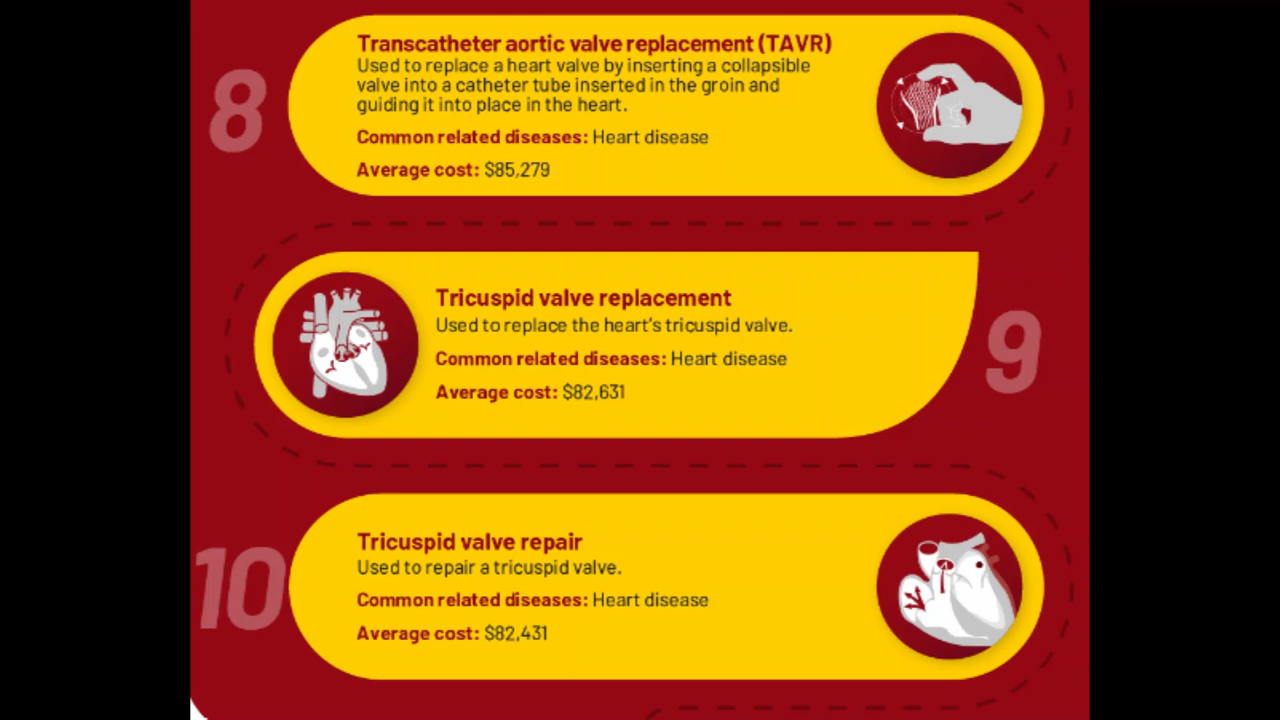 8
Transcatheter aortic valve replacement (TAVR)
Used to replace a heart valve by inserting a collapsible
valve into a catheter tube inserted in the groin and
guiding it into place in the heart.
Common related diseases: Heart disease
Average cost: $85,279
Tricuspid valve replacement
Used to replace the heart's tricuspid valve.
Common related diseases: Heart disease
Average cost: $82,631
9
10
Tricuspid valve repair
Used to repair a tricuspid valve.
Common related diseases: Heart disease
Average cost: $82,431